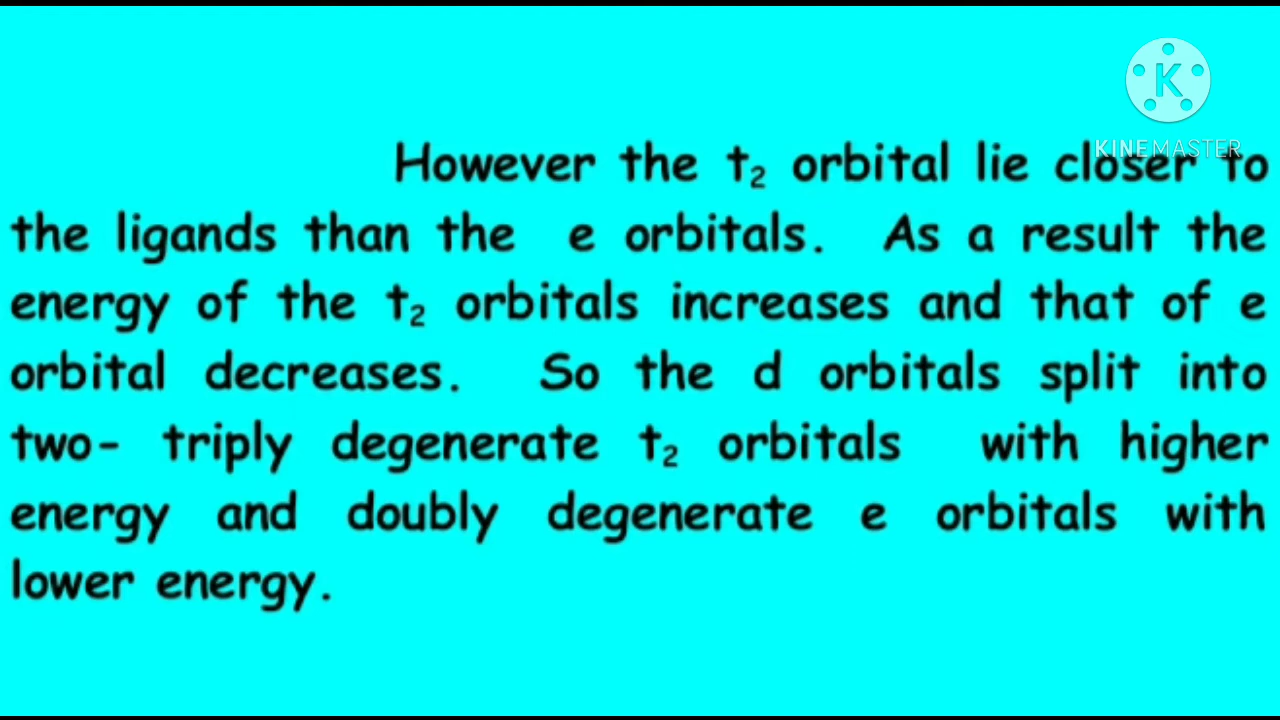 K
KINEMASTER
However the t₂ orbital lie closer to
the ligands than the e orbitals. As a result the
energy of the t₂ orbitals increases and that of e
orbital decreases. So the d orbitals split into
two- triply degenerate t₂ orbitals with higher
energy and doubly degenerate e orbitals with
lower energy.